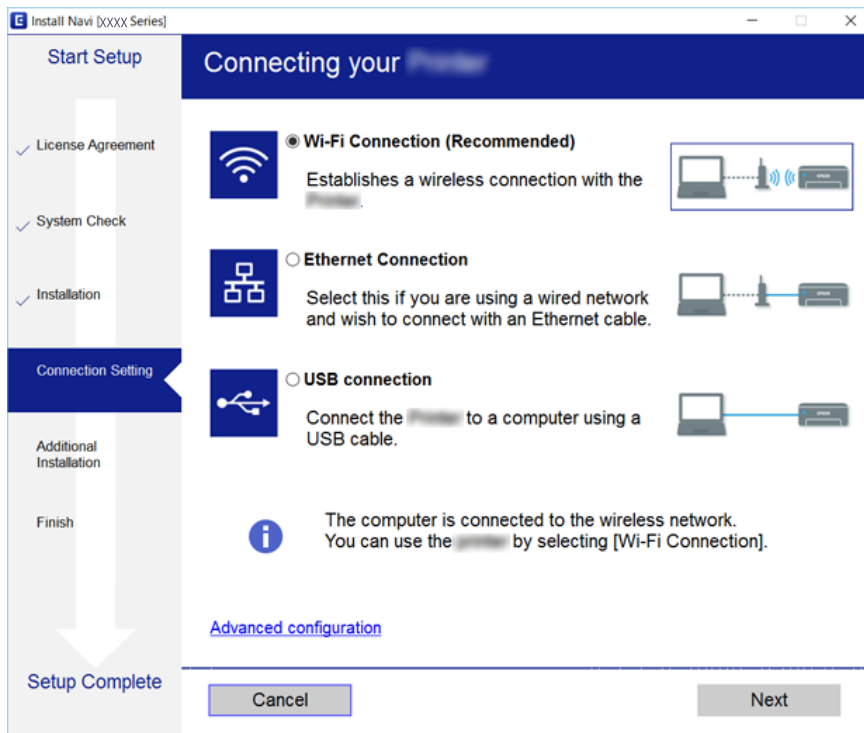 Install Navi [XXXX Series]
Start Setup
License Agreement
System Check
Installation
Connection Setting
Additional
Installation
Finish
Setup Complete
Connecting your
Wi-Fi Connection (Recommended)
Establishes a wireless connection with the
.
Ethernet Connection
Select this if you are using a wired network
and wish to connect with an Ethernet cable.
USB connection
Connect the to a computer using a
USB cable.
The computer is connected to the wireless network.
You can use the by selecting [Wi-Fi Connection].
Advanced configuration
Cancel
Next